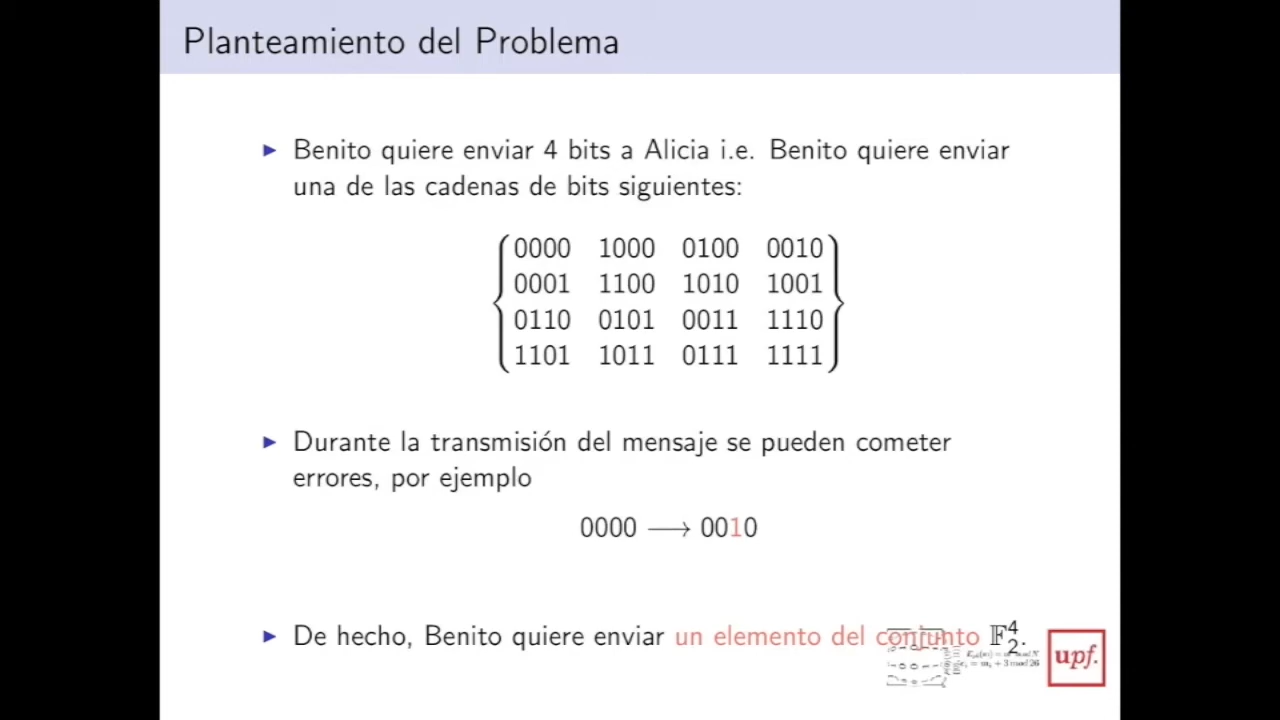 Planteamiento del Problema
▶ Benito quiere enviar 4 bits a Alicia i.e. Benito quiere enviar
una de las cadenas de bits siguientes:
0000 1000 0100 0010
0001 1100 1010 1001
0110 0101 0011 1110
1101 1011 0111 1111
▶ Durante la transmisión del mensaje se pueden cometer
errores, por ejemplo
0000 ⟶ 0010
▶ De hecho, Benito quiere enviar un elemento del conjunto 𝔽₂⁴.
upf.